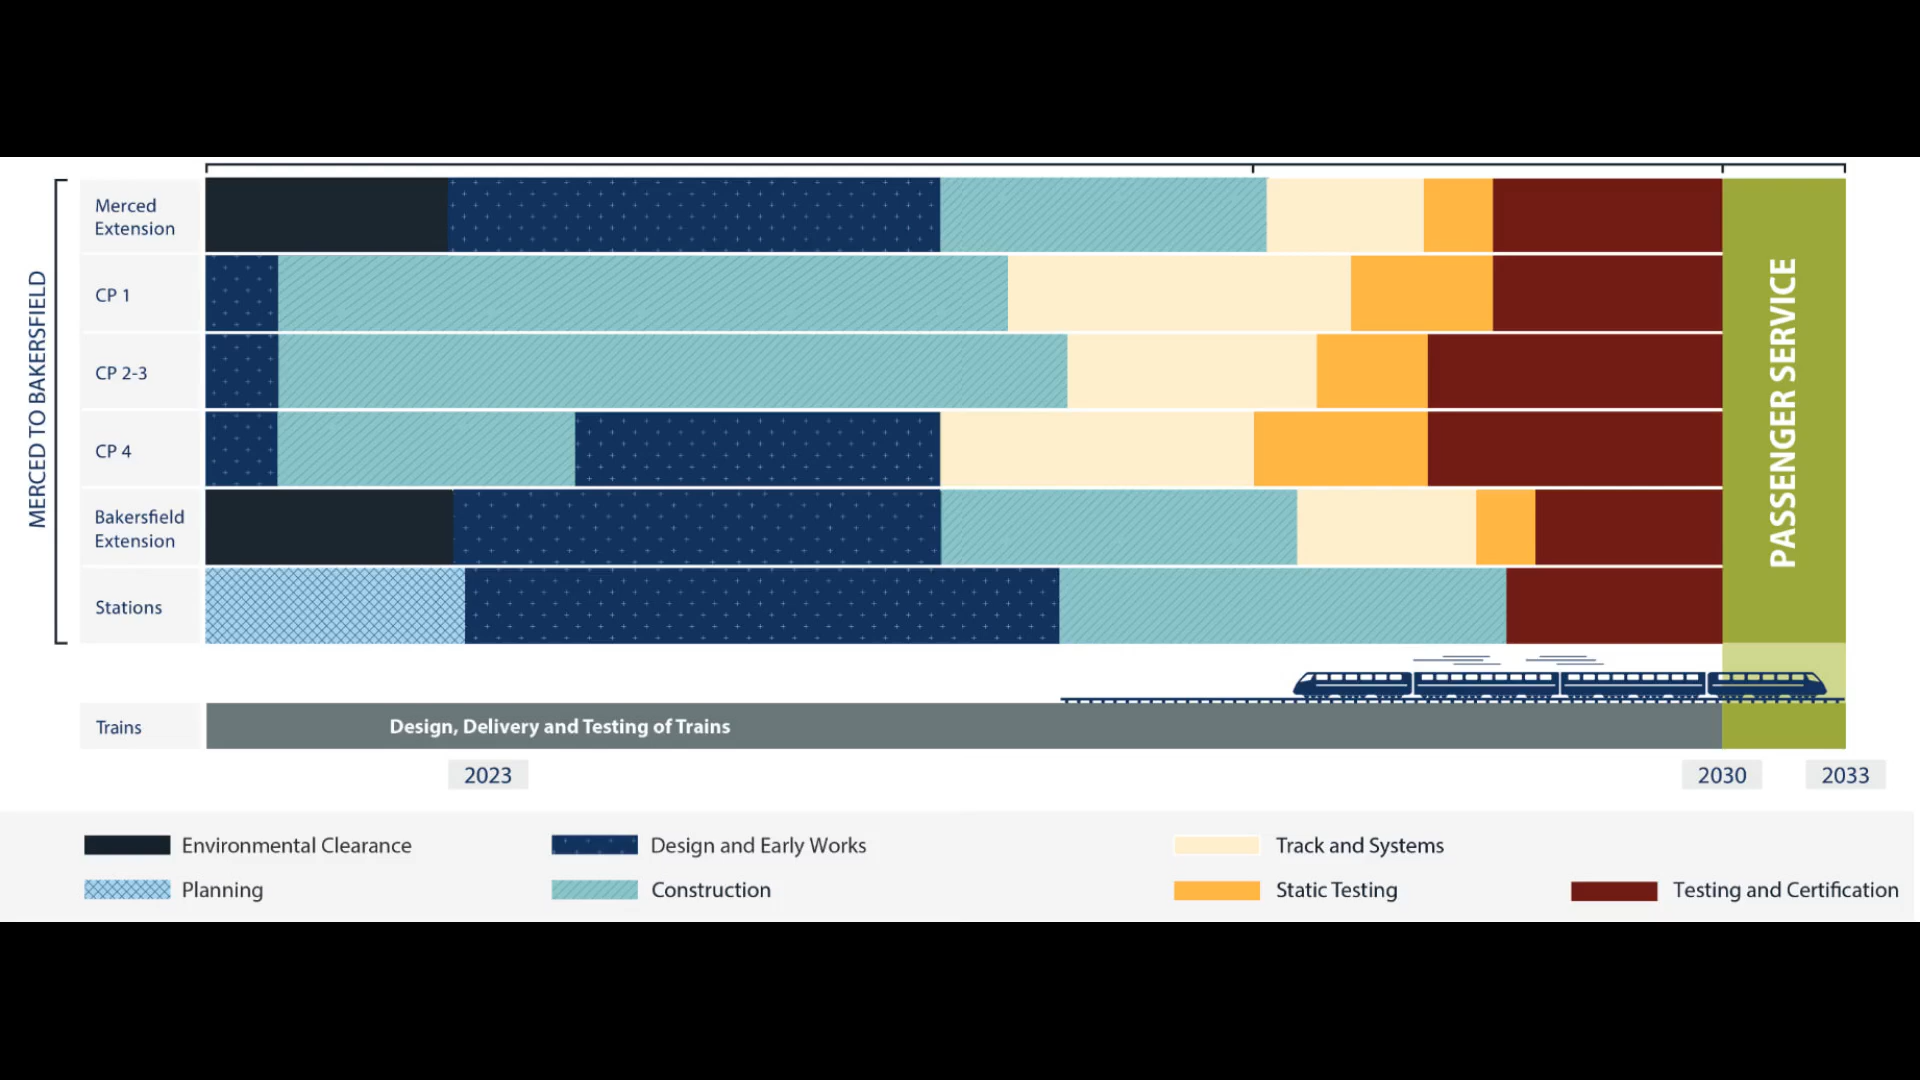 MERCED TO BAKERSFIELD
Merced
Extension
CP 1
CP 2-3
CP 4
Bakersfield
Extension
Stations
PASSENGER SERVICE
Trains
Design, Delivery and Testing of Trains
2023
2030
2033
Environmental Clearance
Design and Early Works
Track and Systems
Planning
Construction
Static Testing
Testing and Certification